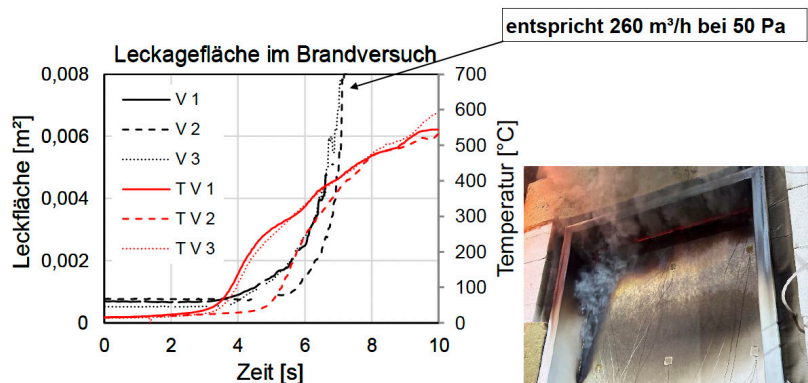 entspricht 260 m³/h bei 50 Pa
Leckagefläche im Brandversuch
0,008
0,006
0,004
0,002
0
Leckfläche [m²]
V 1
V 2
V 3
T V 1
T V 2
T V 3
700
600
500
400
300
200
100
0
Temperatur [°C]
0 2 4 6 8 10
Zeit [s]